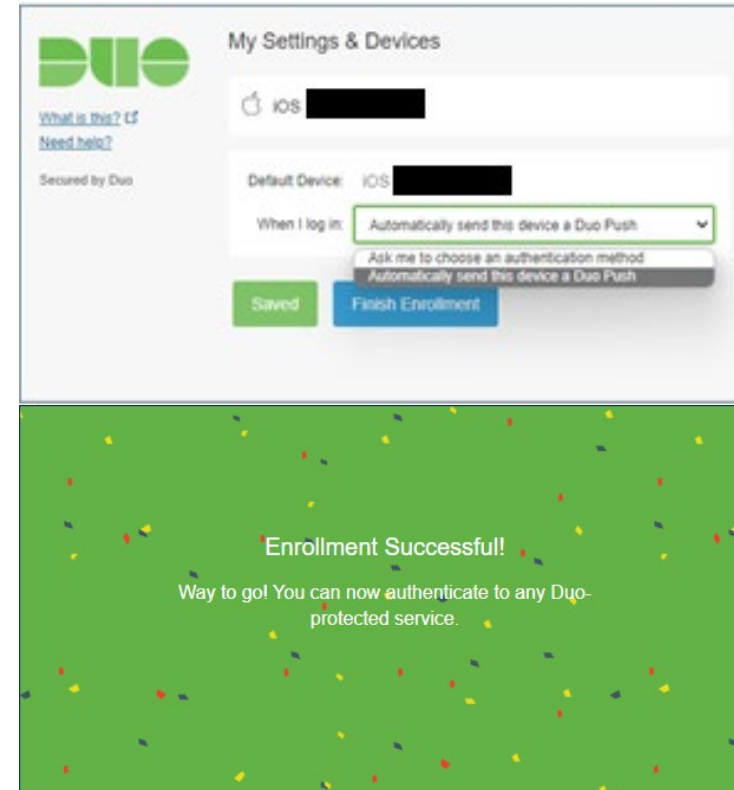 DUO
My Settings & Devices
What is this?
Need help?
Secured by Duo
iOS
Default Device: iOS
When I log in: Automatically send this device a Duo Push
Ask me to choose an authentication method
Automatically send this device a Duo Push
Saved
Finish Enrollment
Enrollment Successful!
Way to go! You can now authenticate to any Duo-
protected service.